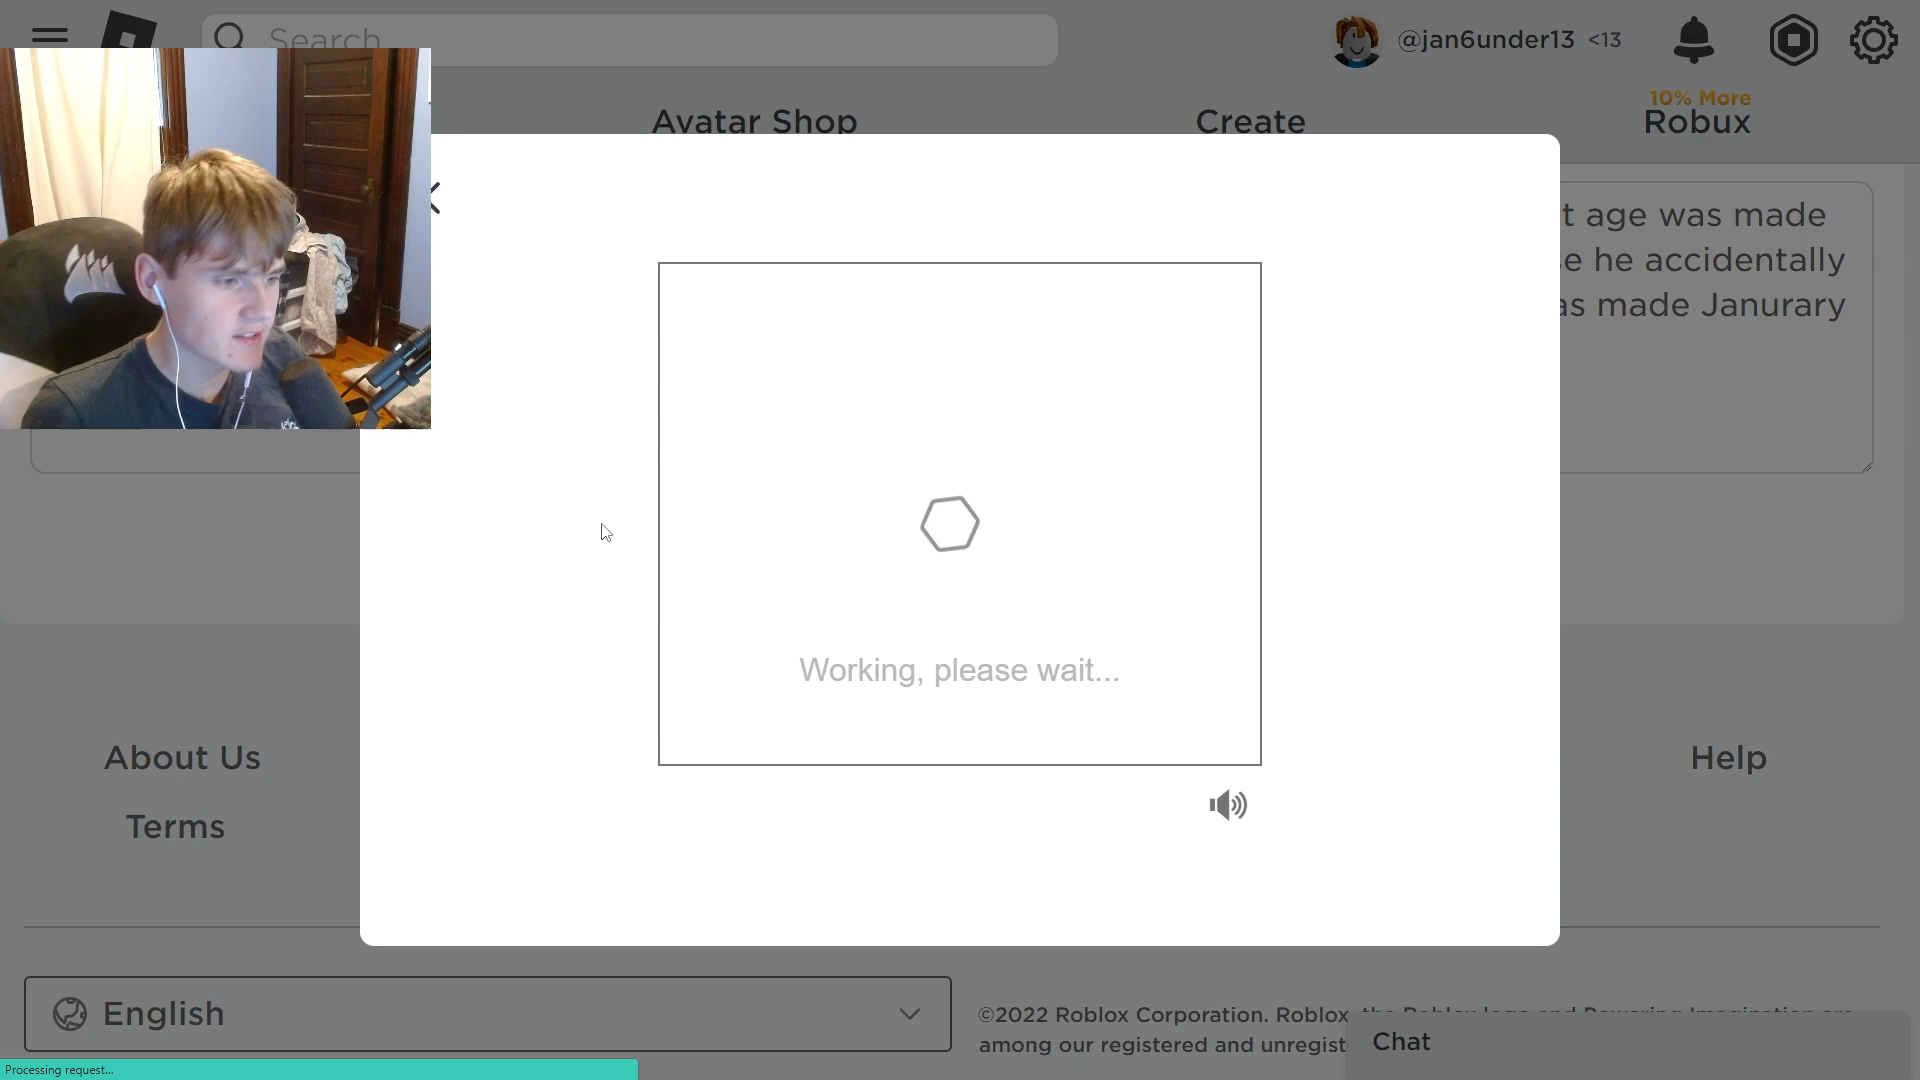 Search
@jan6under13 <13
Avatar Shop
Create
10% More
Robux
t age was made
e he accidentally
as made Janurary
Working, please wait...
About Us
Help
Terms
English
©2022 Roblox Corporation. Roblox,
among our registered and unregist
Chat
Processing request...